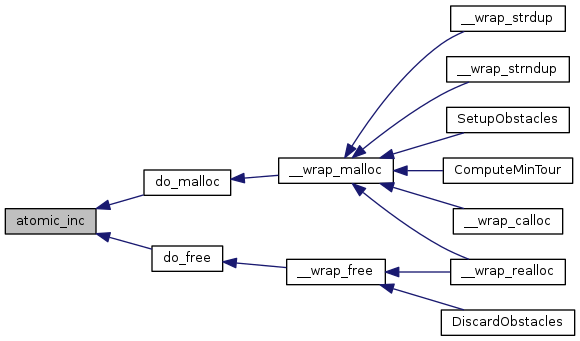 __wrap_strdup
__wrap_strndup
SetupObstacles
__wrap_malloc
ComputeMinTour
do_malloc
atomic_inc
__wrap_calloc
do_free
__wrap_free
__wrap_realloc
DiscardObstacles